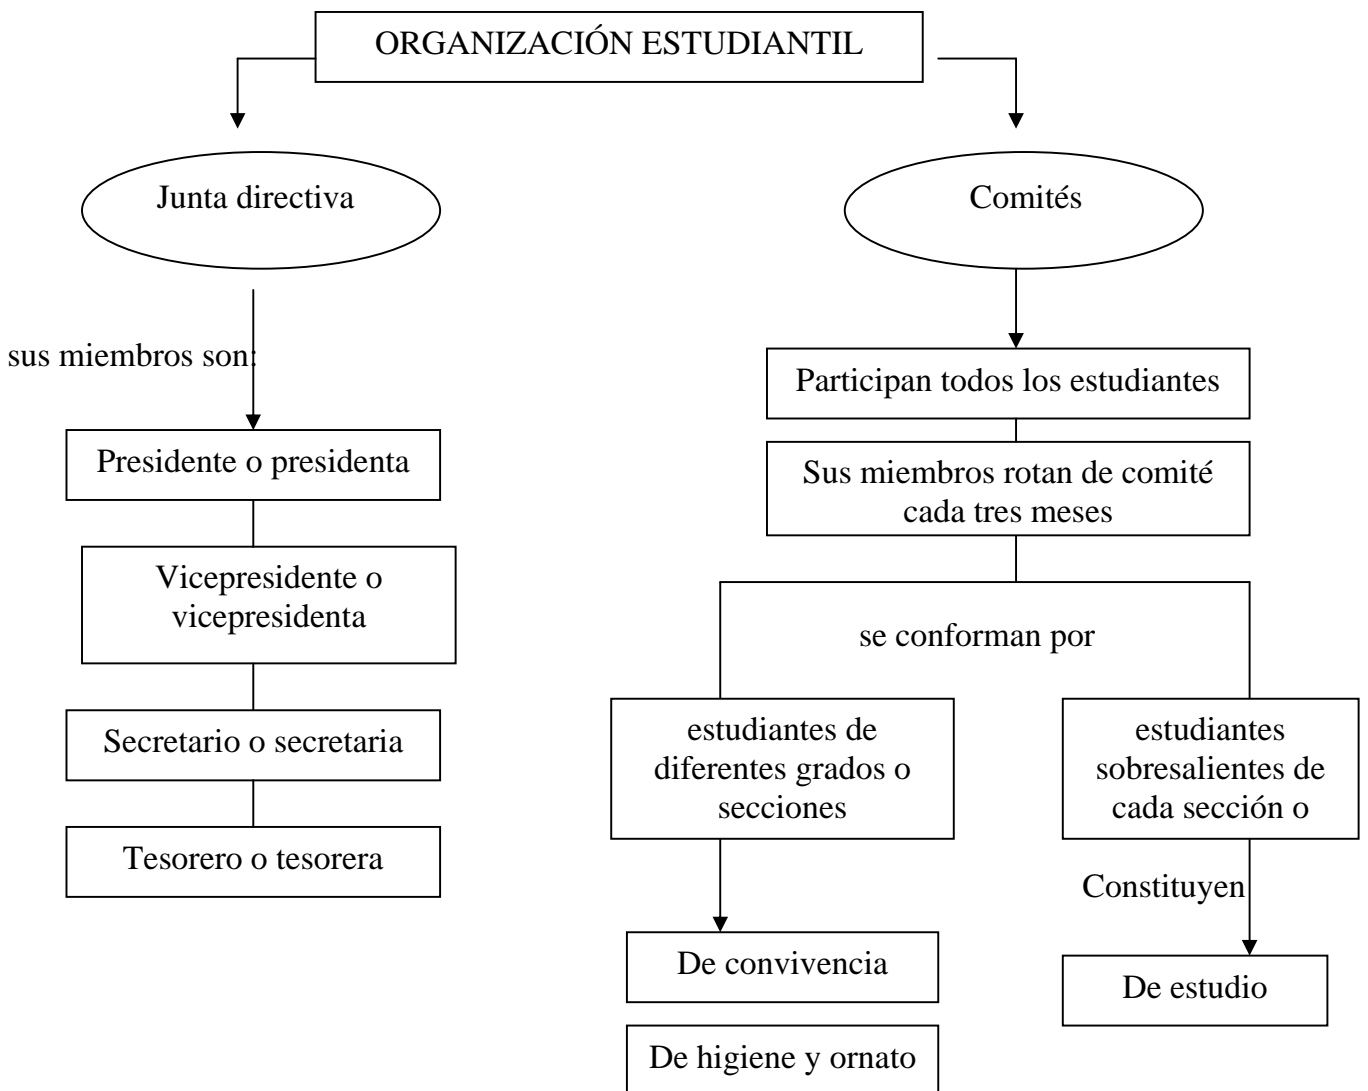 ORGANIZACIÓN ESTUDIANTIL
Junta directiva
sus miembros son:
Presidente o presidenta
Vicepresidente o
vicepresidenta
Secretario o secretaria
Tesorero o tesorera
Comités
Participan todos los estudiantes
Sus miembros rotan de comité
cada tres meses
se conforman por
estudiantes de
diferentes grados o
secciones
De convivencia
De higiene y ornato
estudiantes
sobresalientes de
cada sección o
Constituyen
De estudio